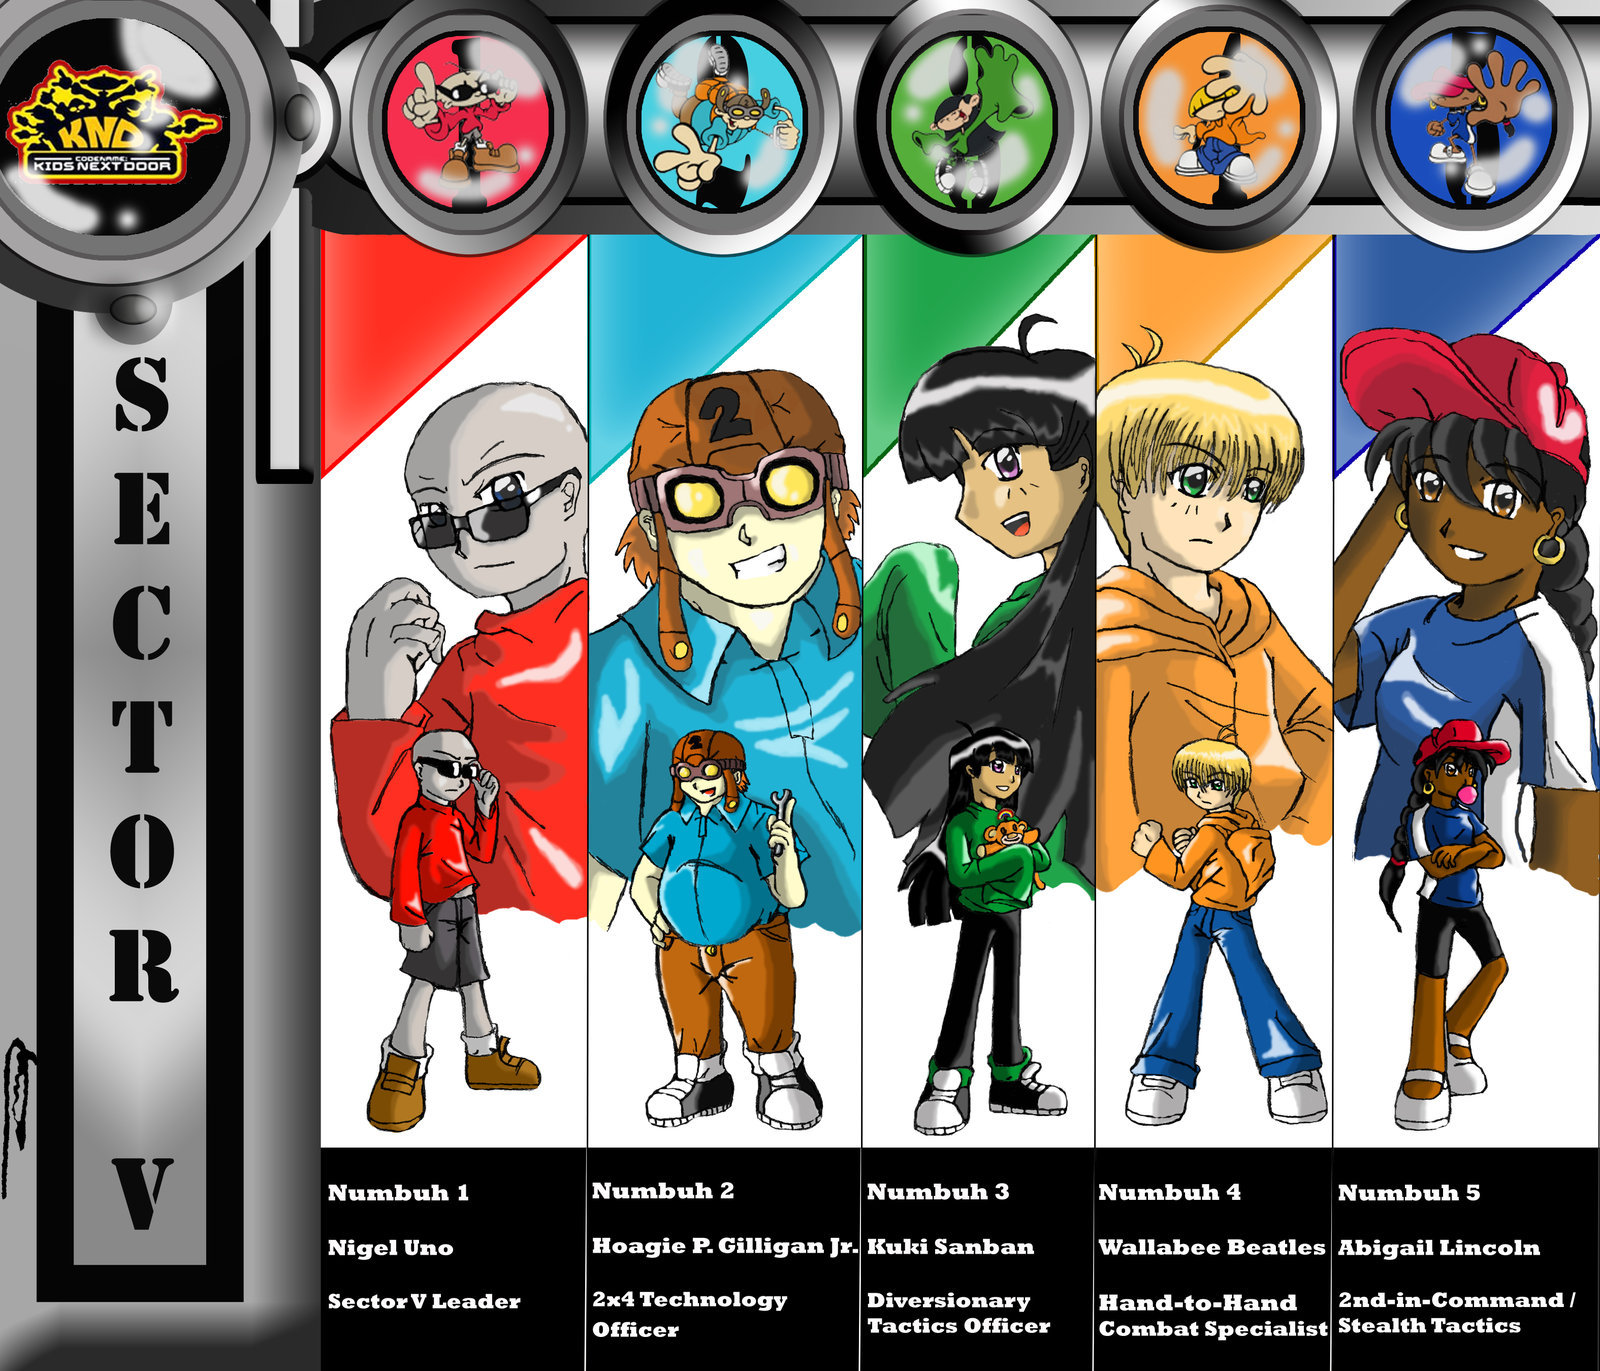 KND
CODENAME:
KIDS NEXT DOOR
SECTOR V
2
2
Numbuh 1
Nigel Uno
Sector V Leader
Numbuh 2
Hoagie P. Gilligan Jr.
2x4 Technology
Officer
Numbuh 3
Kuki Sanban
Diversionary
Tactics Officer
Numbuh 4
Wallabee Beatles
Hand-to-Hand
Combat Specialist
Numbuh 5
Abigail Lincoln
2nd-in-Command /
Stealth Tactics